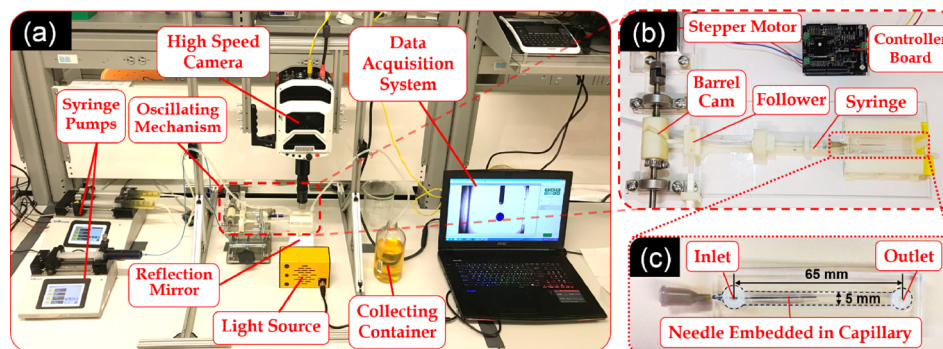 (a)
High Speed
Camera
Data
Acquisition
System
Syringe
Pumps
Oscillating
Mechanism
Reflection
Mirror
Light Source
Collecting
Container
(b)
Stepper Motor
Controller
Board
Barrel
Cam
Follower
Syringe
(c)
Inlet
65 mm
Outlet
5 mm
Needle Embedded in Capillary